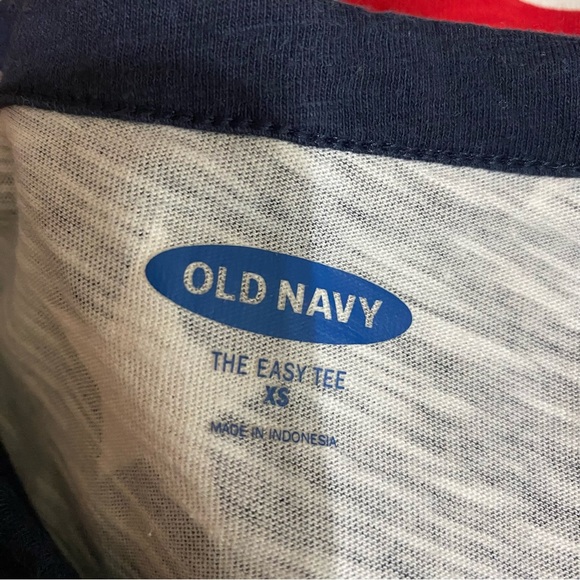 OLD NAVY
THE EASY TEE
XS
MADE IN INDONESIA